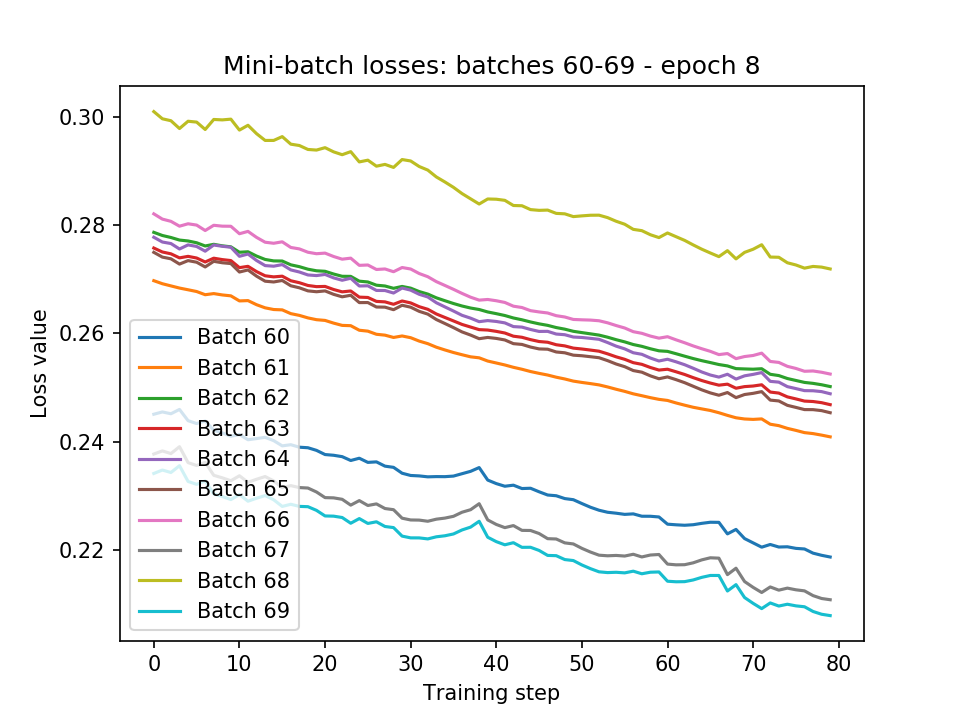 Mini-batch losses: batches 60-69 - epoch 8
Loss value
0.30
0.28
0.26
0.24
0.22
Batch 60
Batch 61
Batch 62
Batch 63
Batch 64
Batch 65
Batch 66
Batch 67
Batch 68
Batch 69
0 10 20 30 40 50 60 70 80
Training step